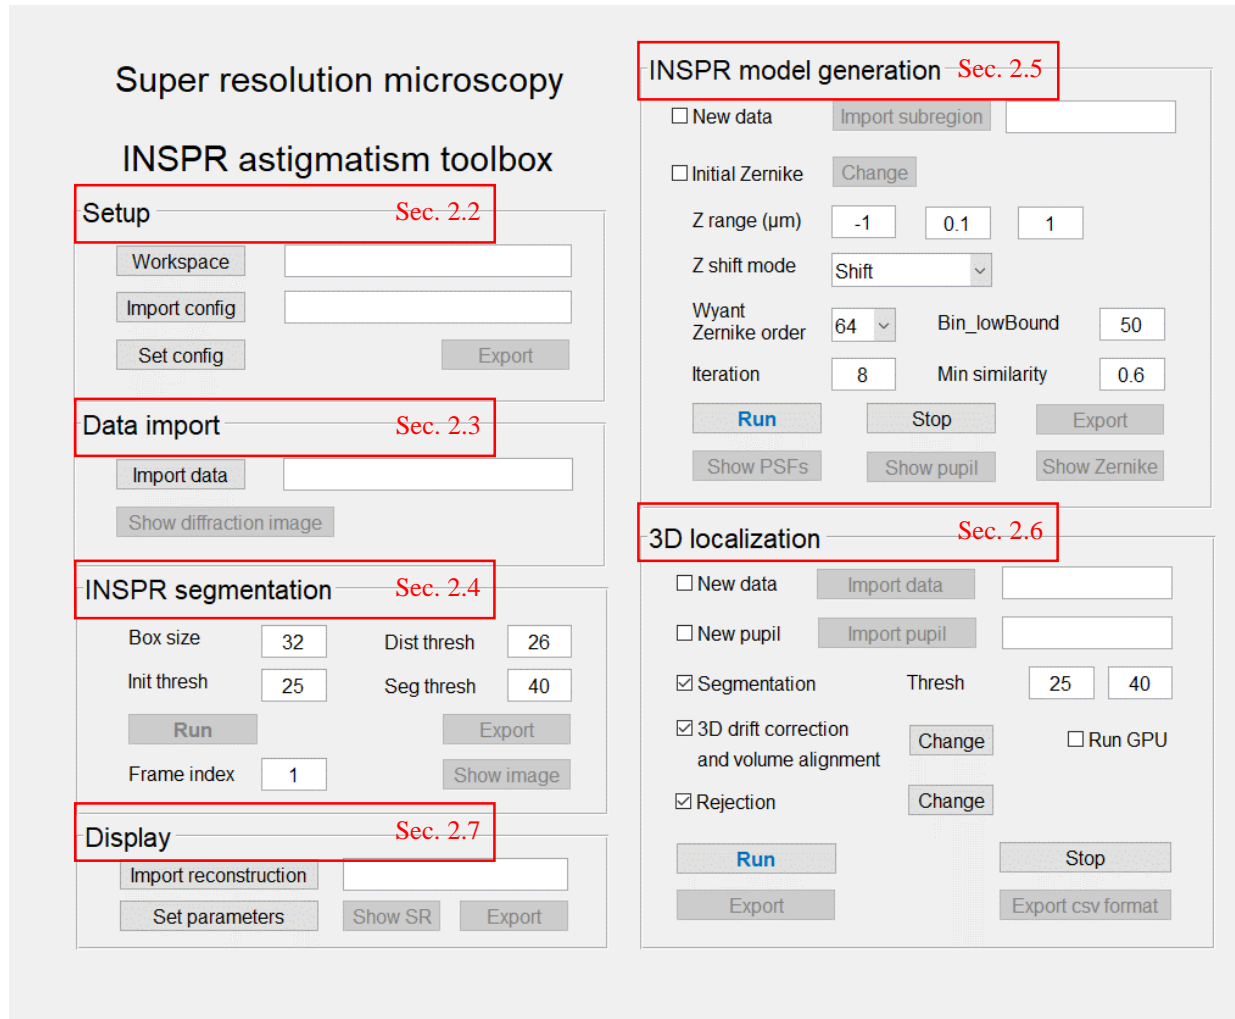 Super resolution microscopy
INSPR astigmatism toolbox
Setup Sec. 2.2
Workspace
Import config
Set config Export
Data import Sec. 2.3
Import data
Show diffraction image
INSPR segmentation Sec. 2.4
Box size 32 Dist thresh 26
Init thresh 25 Seg thresh 40
Run Export
Frame index 1 Show image
Display Sec. 2.7
Import reconstruction
Set parameters Show SR Export
INSPR model generation Sec. 2.5
New data Import subregion
Initial Zernike Change
Z range (μm) -1 0.1 1
Z shift mode Shift
Wyant
Zernike order 64 Bin_lowBound 50
Iteration 8 Min similarity 0.6
Run Stop Export
Show PSFs Show pupil Show Zernike
3D localization Sec. 2.6
New data Import data
New pupil Import pupil
Segmentation Thresh 25 40
3D drift correction
and volume alignment Change Run GPU
Rejection Change
Run Stop
Export Export csv format